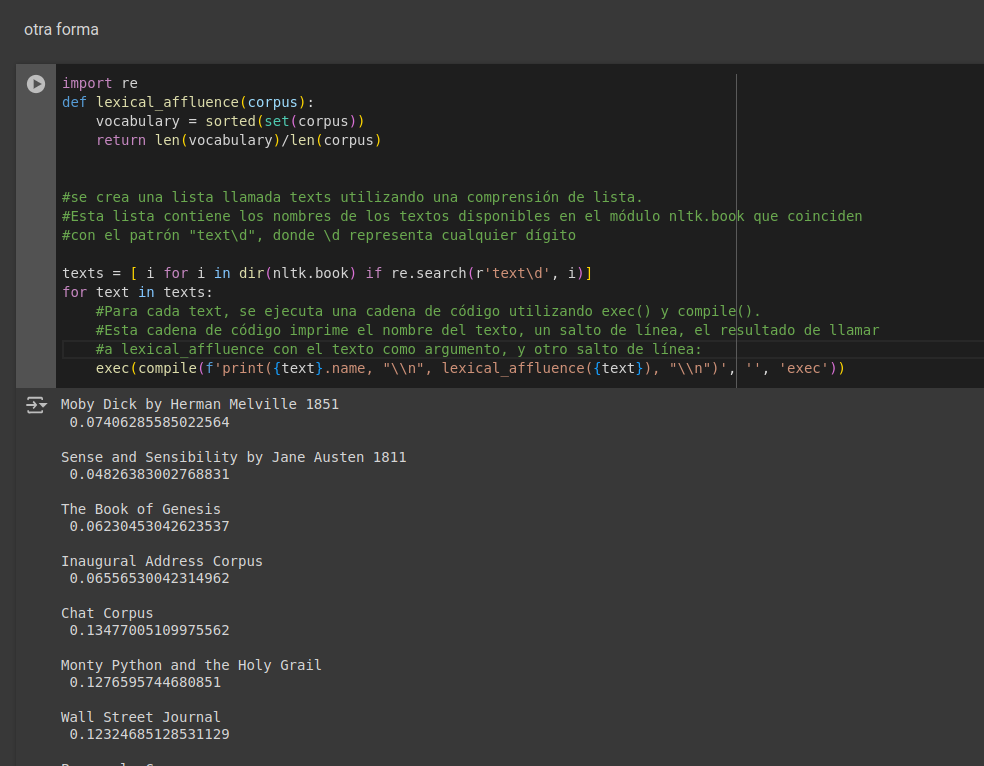 otra forma
import re
def lexical_affluence(corpus):
    vocabulary = sorted(set(corpus))
    return len(vocabulary)/len(corpus)
#se crea una lista llamada texts utilizando una comprensión de lista.
#Esta lista contiene los nombres de los textos disponibles en el módulo nltk.book que coinciden
#con el patrón "text\d", donde \d representa cualquier dígito
texts = [ i for i in dir(nltk.book) if re.search(r'text\d', i)]
for text in texts:
    #Para cada text, se ejecuta una cadena de código utilizando exec() y compile().
    #Esta cadena de código imprime el nombre del texto, un salto de línea, el resultado de llamar
    #a lexical_affluence con el texto como argumento, y otro salto de línea:
    exec(compile(f'print({text}.name, "\\n", lexical_affluence({text}), "\\n")', '', 'exec'))
Moby Dick by Herman Melville 1851
0.07406285585022564
Sense and Sensibility by Jane Austen 1811
0.04826383002768831
The Book of Genesis
0.06230453042623537
Inaugural Address Corpus
0.06556530042314962
Chat Corpus
0.13477005109975562
Monty Python and the Holy Grail
0.1276595744680851
Wall Street Journal
0.12324685128531129